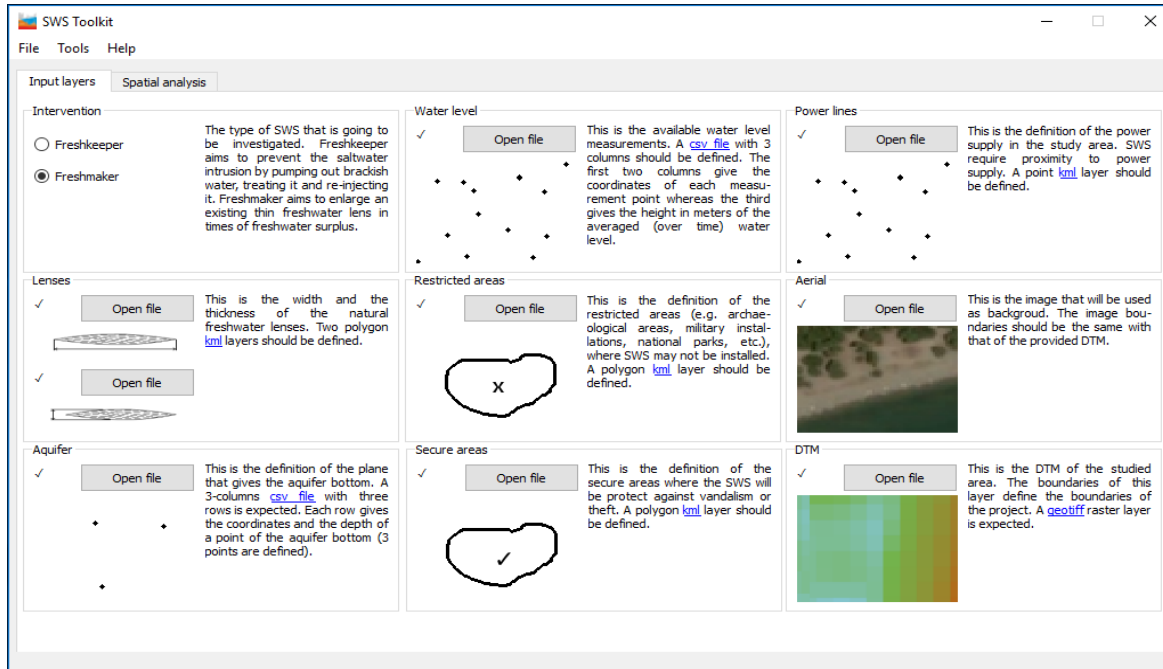 SWS Toolkit
File Tools Help
Input layers Spatial analysis
Intervention
Freshkeeper
Freshmaker
The type of SWS that is going to
be investigated. Freshkeeper
aims to prevent the saltwater
intrusion by pumping out brackish
water, treating it and re-injecting
it. Freshmaker aims to enlarge an
existing thin freshwater lens in
times of freshwater surplus.
Water level
✓ Open file
This is the available water level
measurements. A csv file with 3
columns should be defined. The
first two columns give the
coordinates of each measu-
rement point whereas the third
gives the height in meters of the
averaged (over time) water
level.
Power lines
✓ Open file
This is the definition of the power
supply in the study area. SWS
require proximity to power
supply. A point kml layer should
be defined.
Lenses
✓ Open file
✓ Open file
This is the width and the
thickness of the natural
freshwater lenses. Two polygon
kml layers should be defined.
Restricted areas
✓ Open file
x
This is the definition of the
restricted areas (e.g. archae-
ological areas, military instal-
lations, national parks, etc.),
where SWS may not be installed.
A polygon kml layer should be
defined.
Aerial
✓ Open file
This is the image that will be used
as backgroud. The image bou-
ndaries should be the same with
that of the provided DTM.
Aquifer
✓ Open file
This is the definition of the plane
that gives the aquifer bottom. A
3-columns csv file with three
rows is expected. Each row gives
the coordinates and the depth of
a point of the aquifer bottom (3
points are defined).
Secure areas
✓ Open file
✓
This is the definition of the
secure areas where the SWS will
be protect against vandalism or
theft. A polygon kml layer should
be defined.
DTM
✓ Open file
This is the DTM of the studied
area. The boundaries of this
layer define the boundaries of
the project. A geotiff raster layer
is expected.